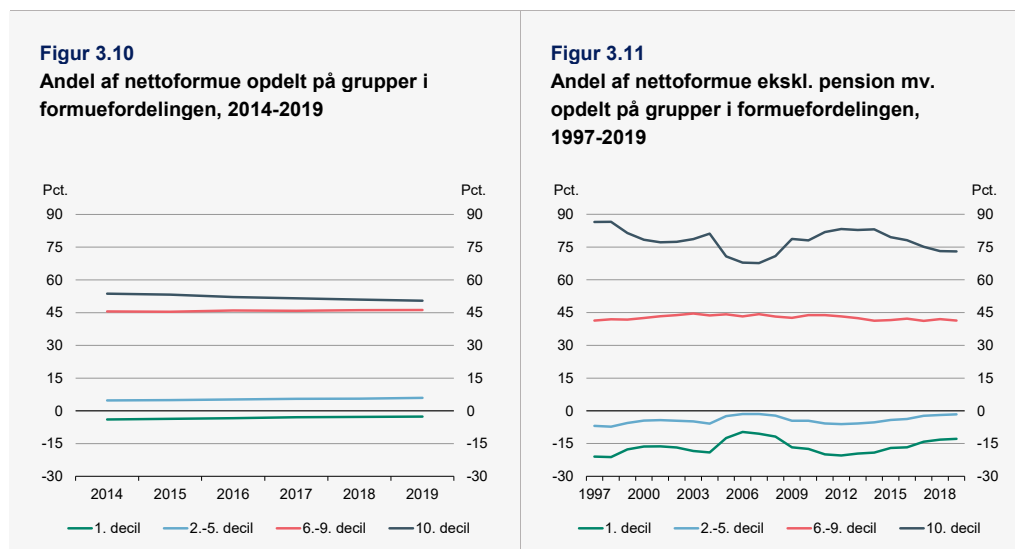 Figur 3.10
Andel af nettoformue opdelt på grupper i
formuefordelingen, 2014-2019
Pct.
Pct.
90
90
75
75
60
60
45
45
30
30
15
15
0
0
-15
-15
-30
-30
2014
2015
2016
2017
2018
2019
1. decil
2.-5. decil
6.-9. decil
10. decil
Figur 3.11
Andel af nettoformue ekskl. pension mv.
opdelt på grupper i formuefordelingen,
1997-2019
Pct.
Pct.
90
90
75
75
60
60
45
45
30
30
15
15
0
0
-15
-15
-30
-30
1997
2000
2003
2006
2009
2012
2015
2018
1. decil
2.-5. decil
6.-9. decil
10. decil